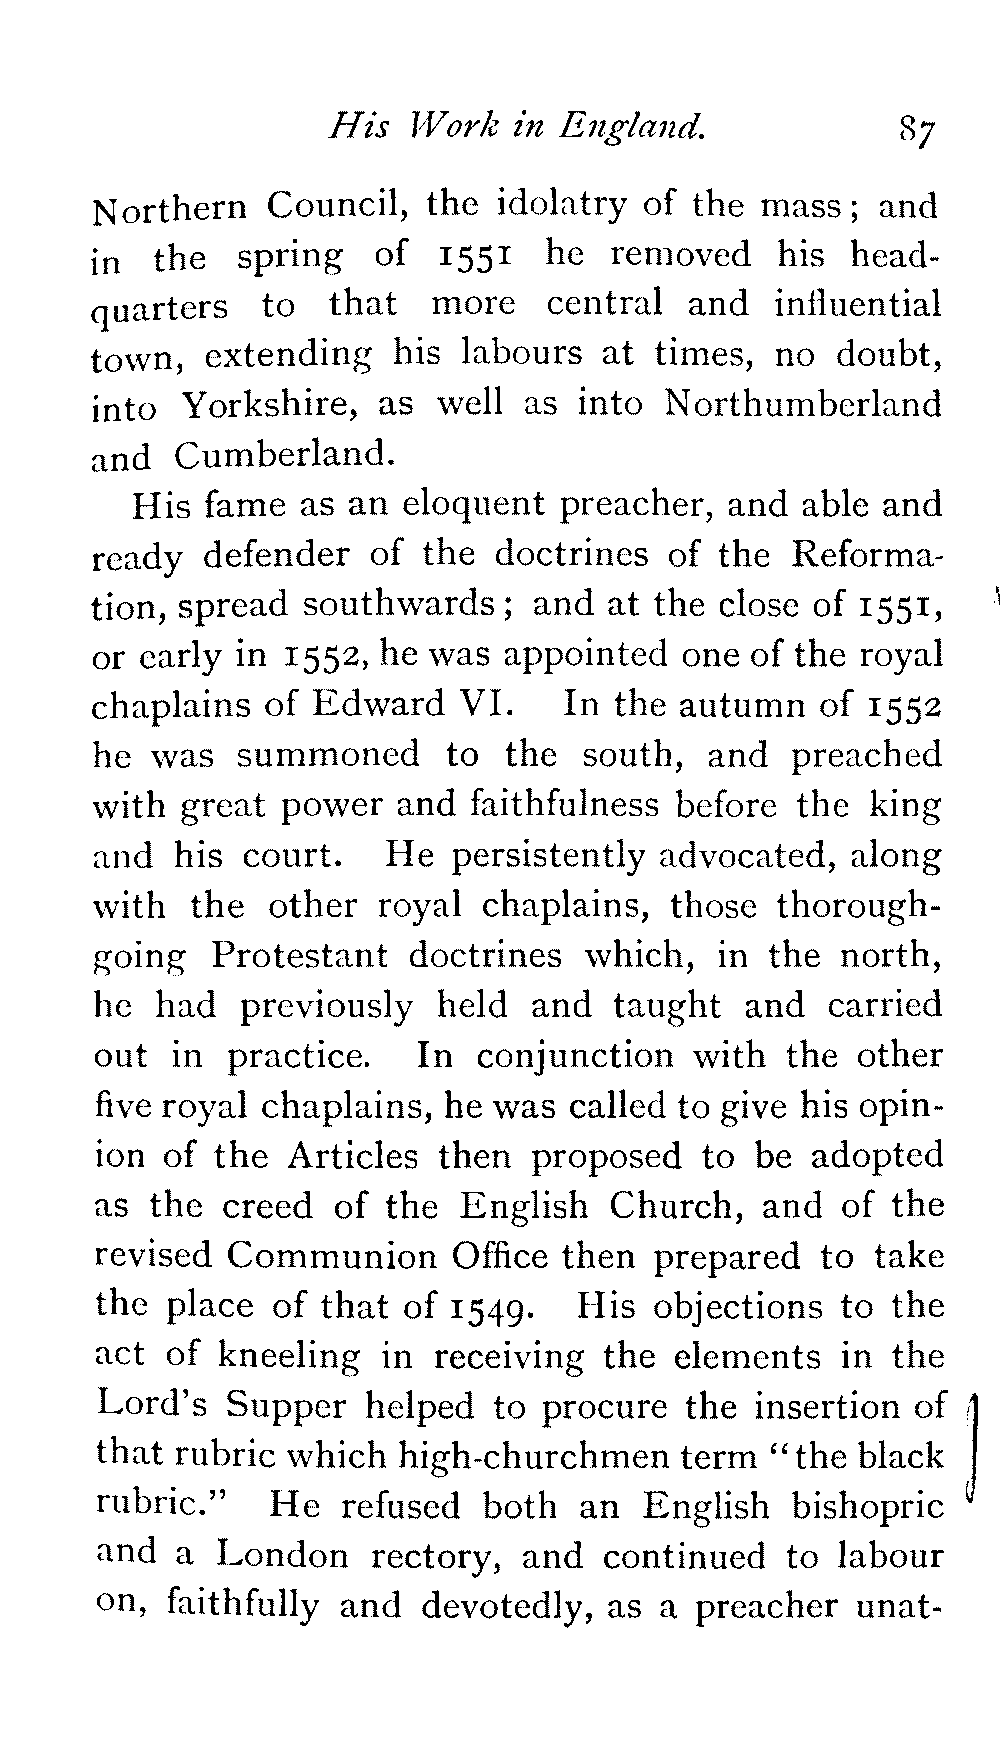 His Work in England. 87
Northern Council, the idolatry of the mass; and
in the spring of 1551 he removed his head-
quarters to that more central and influential
town, extending his labours at times, no doubt,
into Yorkshire, as well as into Northumberland
and Cumberland.
His fame as an eloquent preacher, and able and
ready defender of the doctrines of the Reforma-
tion, spread southwards; and at the close of 1551,
or early in 1552, he was appointed one of the royal
chaplains of Edward VI. In the autumn of 1552
he was summoned to the south, and preached
with great power and faithfulness before the king
and his court. He persistently advocated, along
with the other royal chaplains, those thorough-
going Protestant doctrines which, in the north,
he had previously held and taught and carried
out in practice. In conjunction with the other
five royal chaplains, he was called to give his opin-
ion of the Articles then proposed to be adopted
as the creed of the English Church, and of the
revised Communion Office then prepared to take
the place of that of 1549. His objections to the
act of kneeling in receiving the elements in the
Lord's Supper helped to procure the insertion of
that rubric which high-churchmen term "the black
rubric." He refused both an English bishopric
and a London rectory, and continued to labour
on, faithfully and devotedly, as a preacher unat-